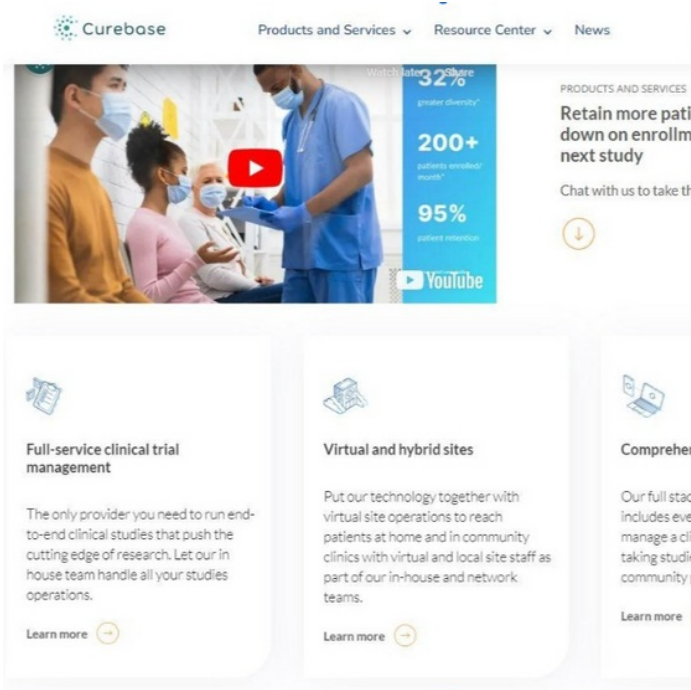 Curebase
Products and Services
Resource Center
News
Watch later
Share
32%
greater diversity*
200+
patients enrolled/
month*
95%
patient retention
YouTube
PRODUCTS AND SERVICES
Retain more pati
down on enrollm
next study
Chat with us to take th
Full-service clinical trial
management
The only provider you need to run end-
to-end clinical studies that push the
cutting edge of research. Let our in
house team handle all your studies
operations.
Learn more
Virtual and hybrid sites
Put our technology together with
virtual site operations to reach
patients at home and in community
clinics with virtual and local site staff as
part of our in-house and network
teams.
Learn more
Comprehen
Our full stac
includes eve
manage a cli
taking studie
community p
Learn more